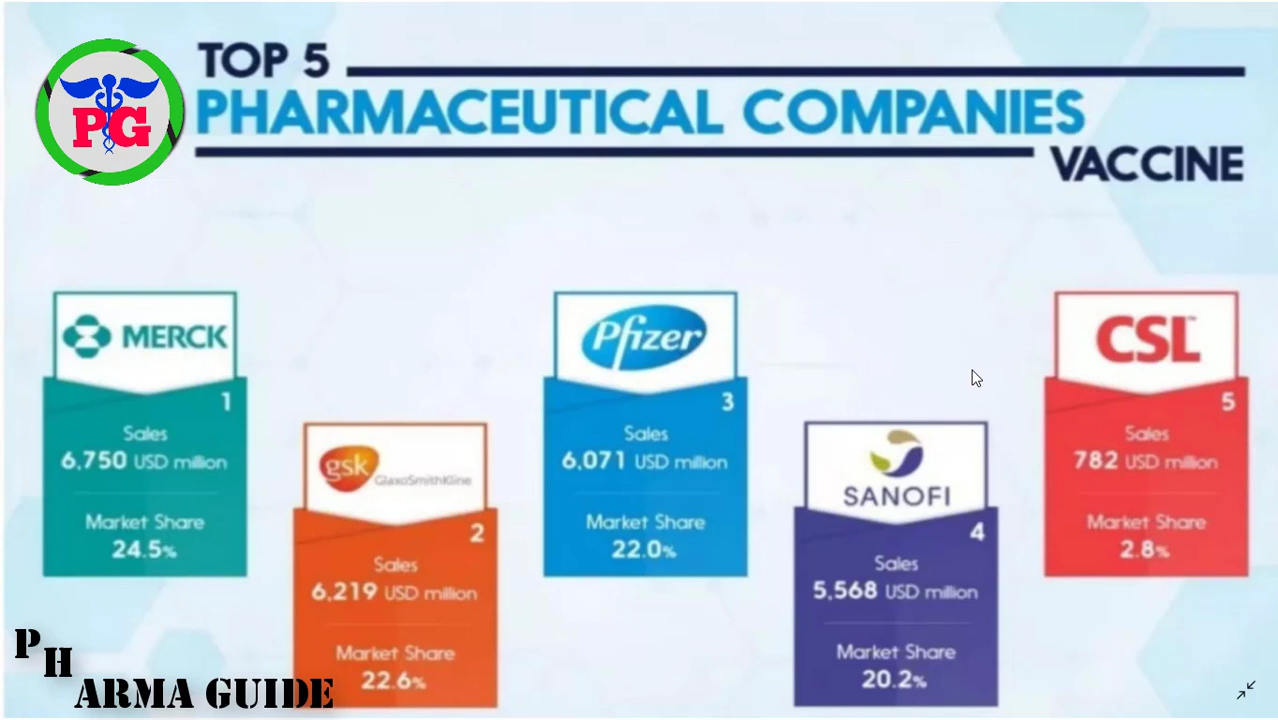 TOP 5
PHARMACEUTICAL COMPANIES
VACCINE
PG
MERCK
1
Sales
6,750 USD million
Market Share
24.5%
gsk
GlaxoSmithKline
2
Sales
6,219 USD million
Market Share
22.6%
Pfizer
3
Sales
6,071 USD million
Market Share
22.0%
SANOFI
4
Sales
5,568 USD million
Market Share
20.2%
CSL™
5
Sales
782 USD million
Market Share
2.8%
PHARMA GUIDE